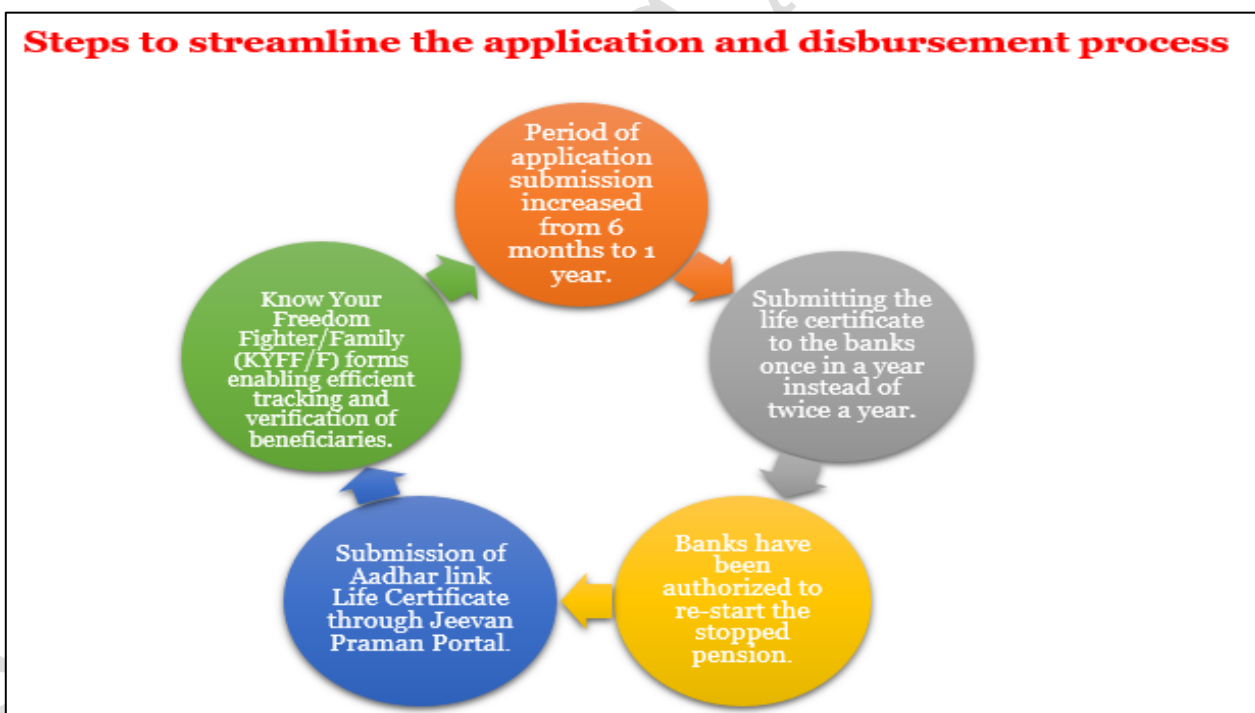 Steps to streamline the application and disbursement process
Period of
application
submission
increased
from 6
months to 1
year.
Submitting the
life certificate
to the banks
once in a year
instead of
twice a year.
Banks have
been
authorized to
re-start the
stopped
pension.
Submission of
Aadhar link
Life Certificate
through Jeevan
Praman Portal.
Know Your
Freedom
Fighter/Family
(KYFF/F) forms
enabling efficient
tracking and
verification of
beneficiaries.